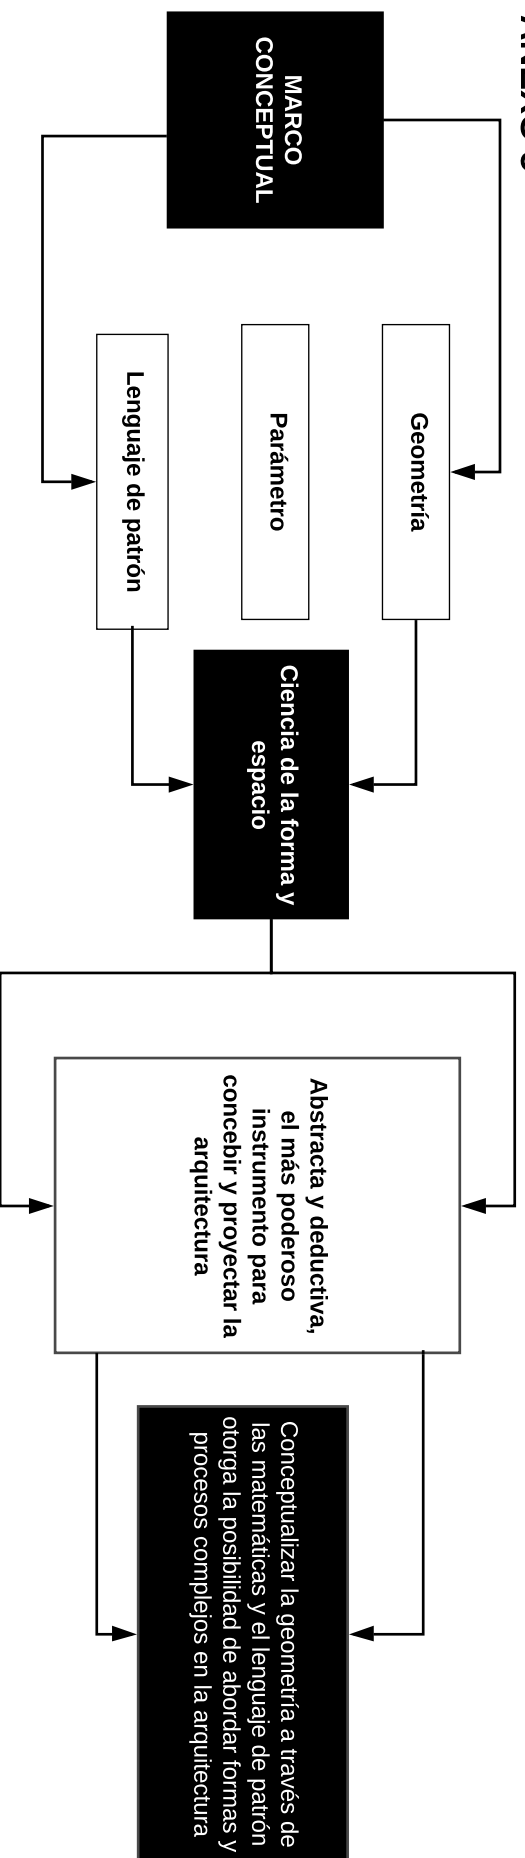 MARCO
CONCEPTUAL
Geometría
Parámetro
Lenguaje de patrón
Ciencia de la forma y
espacio
Abstracta y deductiva,
el más poderoso
instrumento para
concebir y proyectar la
arquitectura
Conceptualizar la geometría a través de
las matemáticas y el lenguaje de patrón
otorga la posibilidad de abordar formas y
procesos complejos en la arquitectura